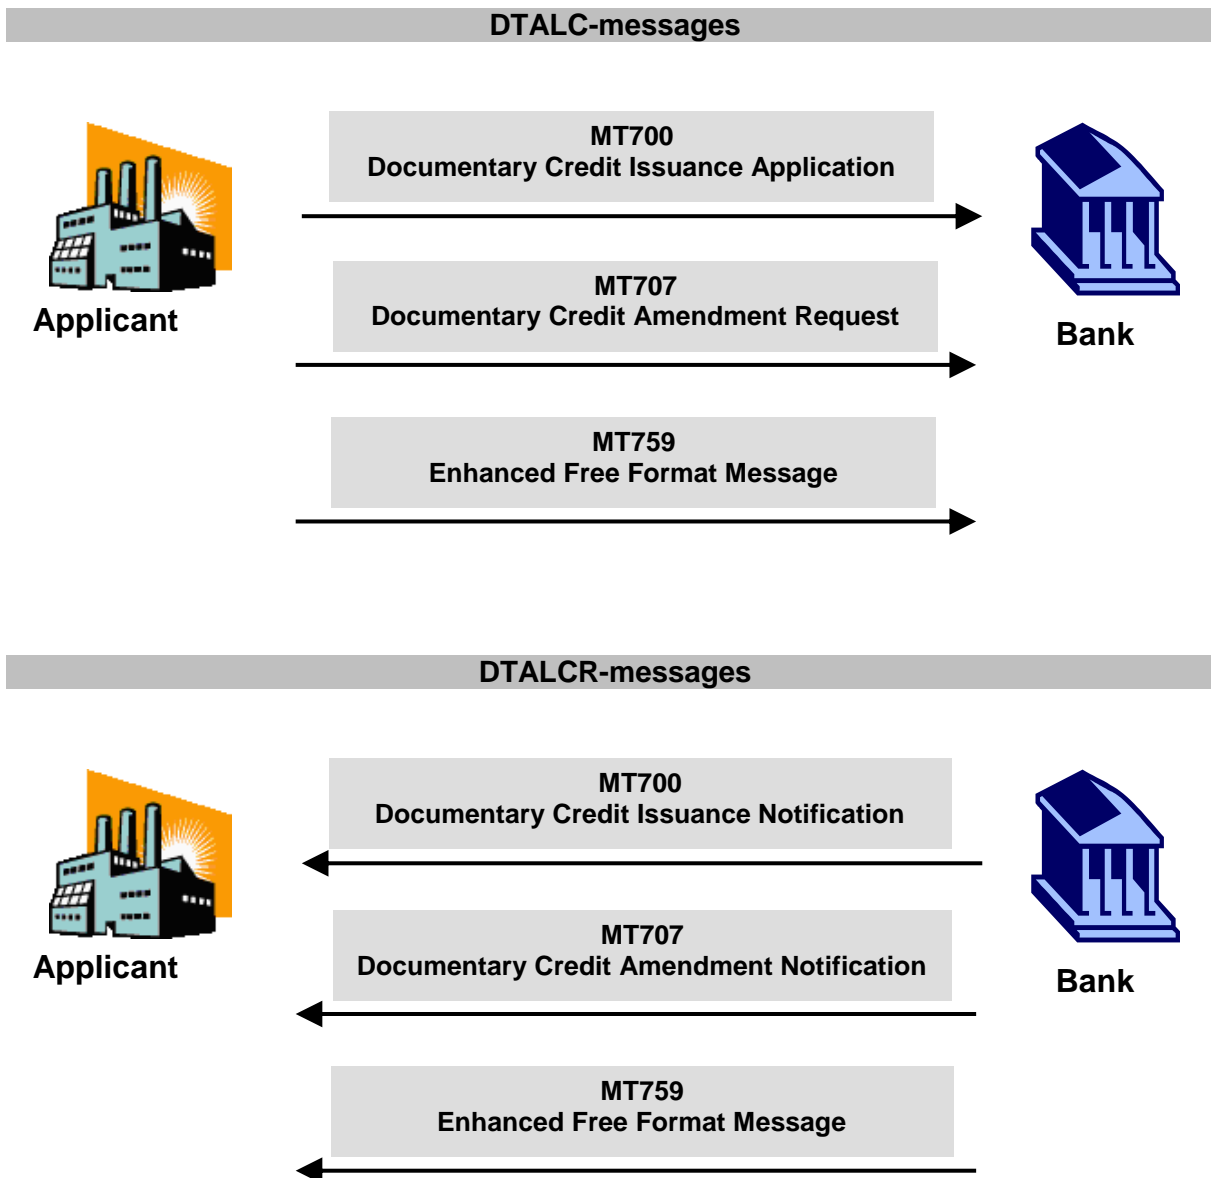 DTALC-messages
MT700
Documentary Credit Issuance Application
MT707
Documentary Credit Amendment Request
Applicant
Bank
MT759
Enhanced Free Format Message
DTALCR-messages
MT700
Documentary Credit Issuance Notification
MT707
Documentary Credit Amendment Notification
Applicant
Bank
MT759
Enhanced Free Format Message